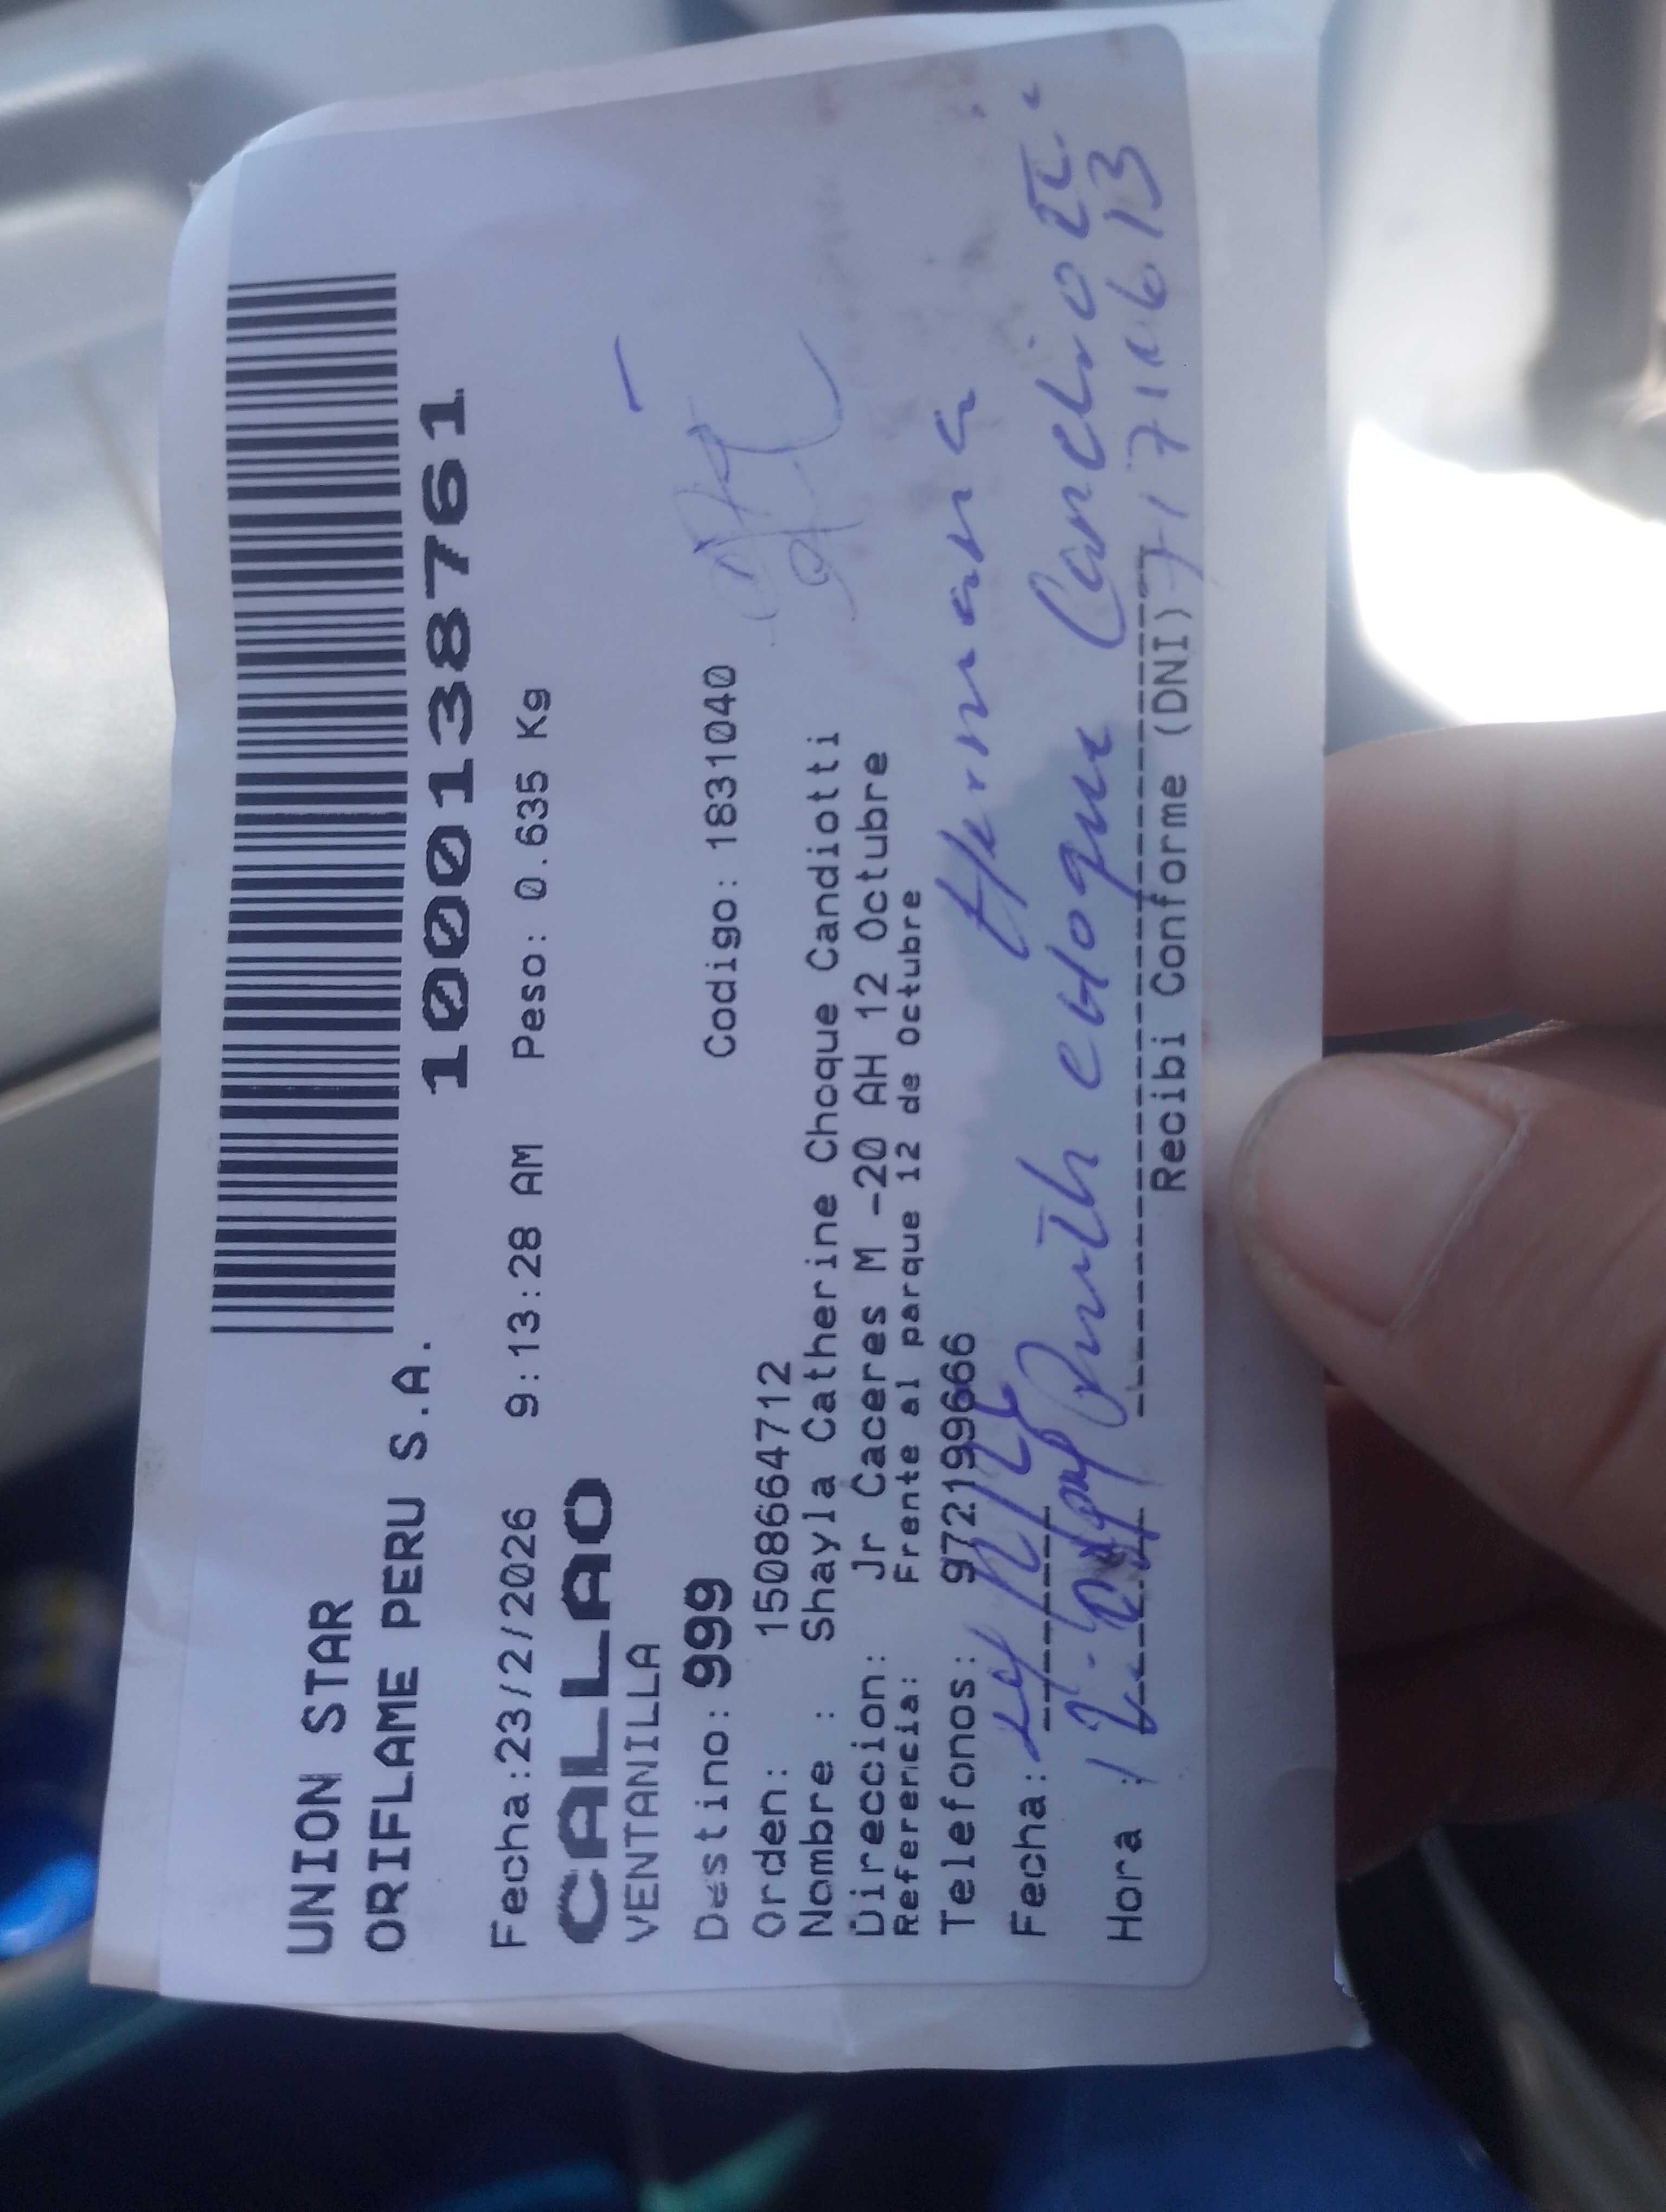 UNION STAR
ORIFLAME PERU S.A.
100138761
Fecha:23/2/2026 9:13:28 AM Peso: 0.635 Kg
CALLAO
VENTANILLA
Destino: 999 Codigo: 1831040
Orden: 1508664712
Nombre : Shayla Catherine Choque Candiotti
Direccion: Jr Caceres M -20 AH 12 Octubre
Referencia: Frente al parque 12 de Octubre
Telefonos: 972199666
Hermana
Fecha:
choque
Hora :
Recibi Conforme (DNI)